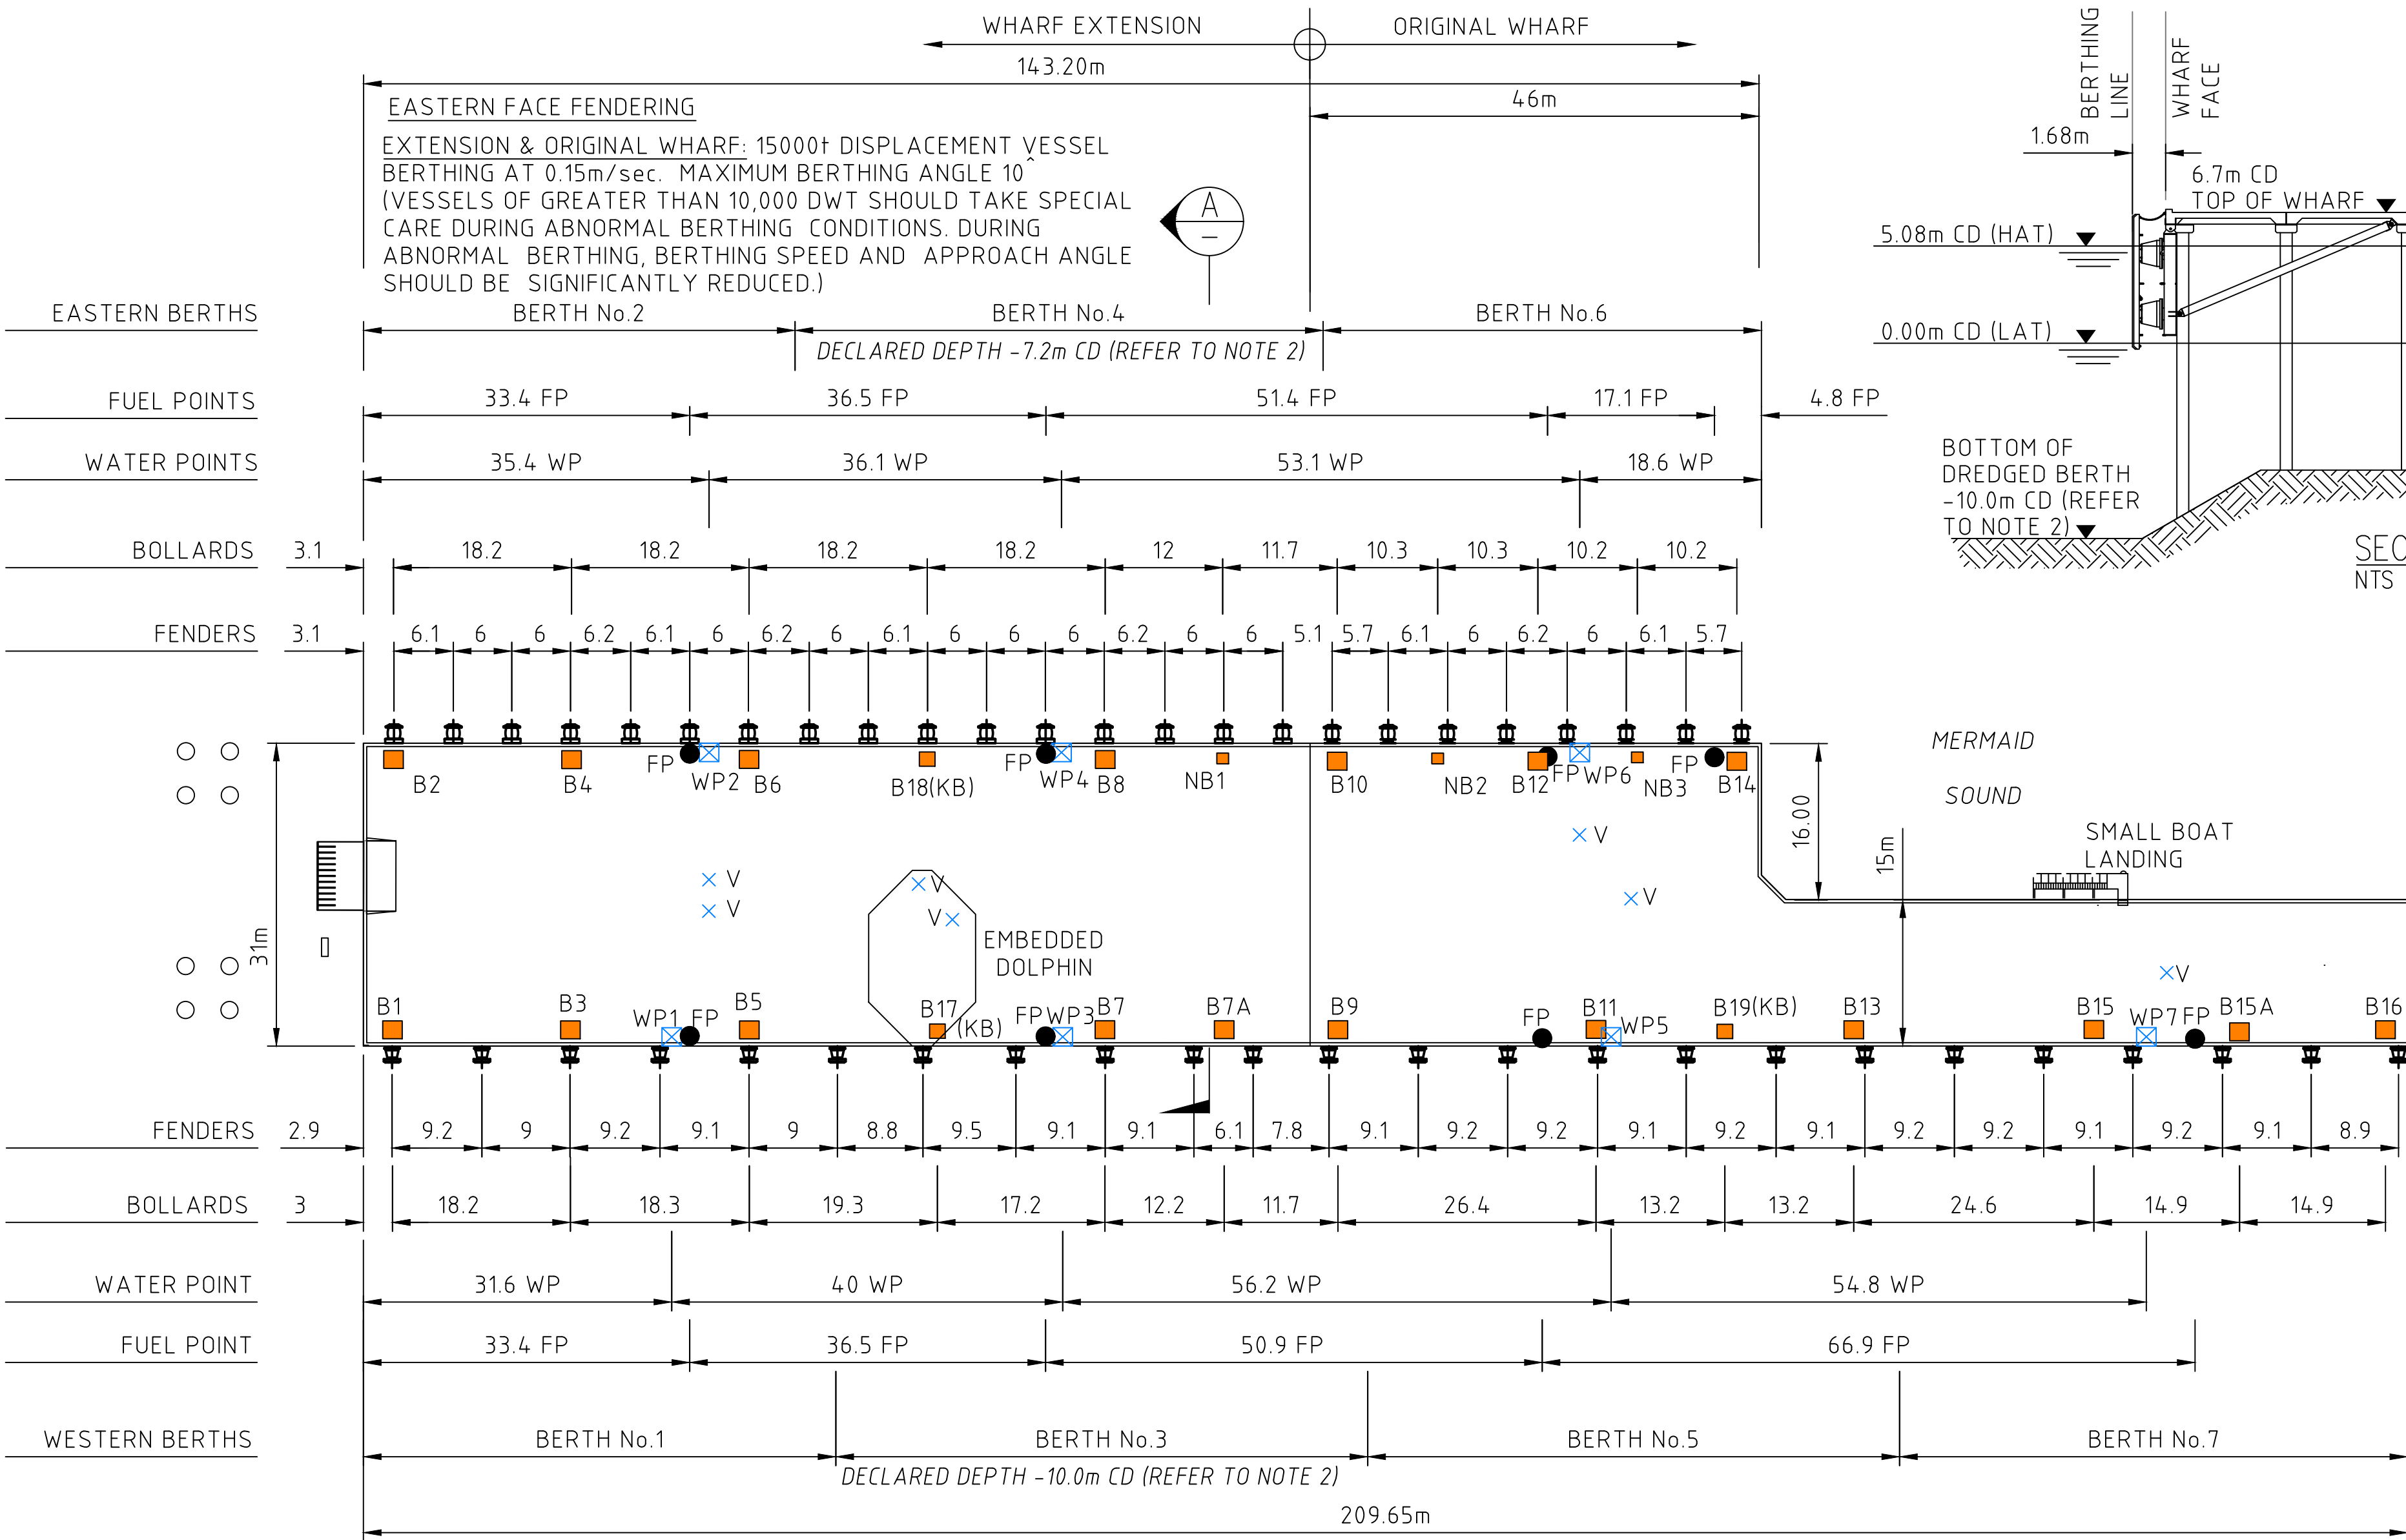 WHARF EXTENSION ORIGINAL WHARF
143.20m
46m
EASTERN FACE FENDERING
EXTENSION & ORIGINAL WHARF: 15000t DISPLACEMENT VESSEL
BERTHING AT 0.15m/sec. MAXIMUM BERTHING ANGLE 10^
(VESSELS OF GREATER THAN 10,000 DWT SHOULD TAKE SPECIAL
CARE DURING ABNORMAL BERTHING CONDITIONS. DURING
ABNORMAL BERTHING, BERTHING SPEED AND APPROACH ANGLE
SHOULD BE SIGNIFICANTLY REDUCED.)
A
–
BERTHING
LINE
WHARF
FACE
1.68m
6.7m CD
TOP OF WHARF
5.08m CD (HAT)
0.00m CD (LAT)
BOTTOM OF
DREDGED BERTH
-10.0m CD (REFER
TO NOTE 2)
SEC
NTS
EASTERN BERTHS BERTH No.2 BERTH No.4 BERTH No.6
DECLARED DEPTH -7.2m CD (REFER TO NOTE 2)
FUEL POINTS 33.4 FP 36.5 FP 51.4 FP 17.1 FP 4.8 FP
WATER POINTS 35.4 WP 36.1 WP 53.1 WP 18.6 WP
BOLLARDS 3.1 18.2 18.2 18.2 18.2 12 11.7 10.3 10.3 10.2 10.2
FENDERS 3.1 6.1 6 6 6.2 6.1 6 6.2 6 6.1 6 6 6 6.2 6 6 5.1 5.7 6.1 6 6.2 6 6.1 5.7
B2 B4 FP WP2 B6 B18(KB) FP WP4 B8 NB1 B10 NB2 B12 FP WP6 NB3 FP B14
MERMAID
SOUND
31m
16.00
15m
SMALL BOAT
LANDING
V
V
V
V
V
V
V
EMBEDDED
DOLPHIN
B1 B3 WP1 FP B5 B17 (KB) FP WP3 B7 B7A B9 FP B11 WP5 B19(KB) B13 B15 WP7 FP B15A B16
FENDERS 2.9 9.2 9 9.2 9.1 9 8.8 9.5 9.1 9.1 6.1 7.8 9.1 9.2 9.2 9.1 9.2 9.1 9.2 9.2 9.1 9.2 9.1 8.9
BOLLARDS 3 18.2 18.3 19.3 17.2 12.2 11.7 26.4 13.2 13.2 24.6 14.9 14.9
WATER POINT 31.6 WP 40 WP 56.2 WP 54.8 WP
FUEL POINT 33.4 FP 36.5 FP 50.9 FP 66.9 FP
WESTERN BERTHS BERTH No.1 BERTH No.3 BERTH No.5 BERTH No.7
DECLARED DEPTH -10.0m CD (REFER TO NOTE 2)
209.65m